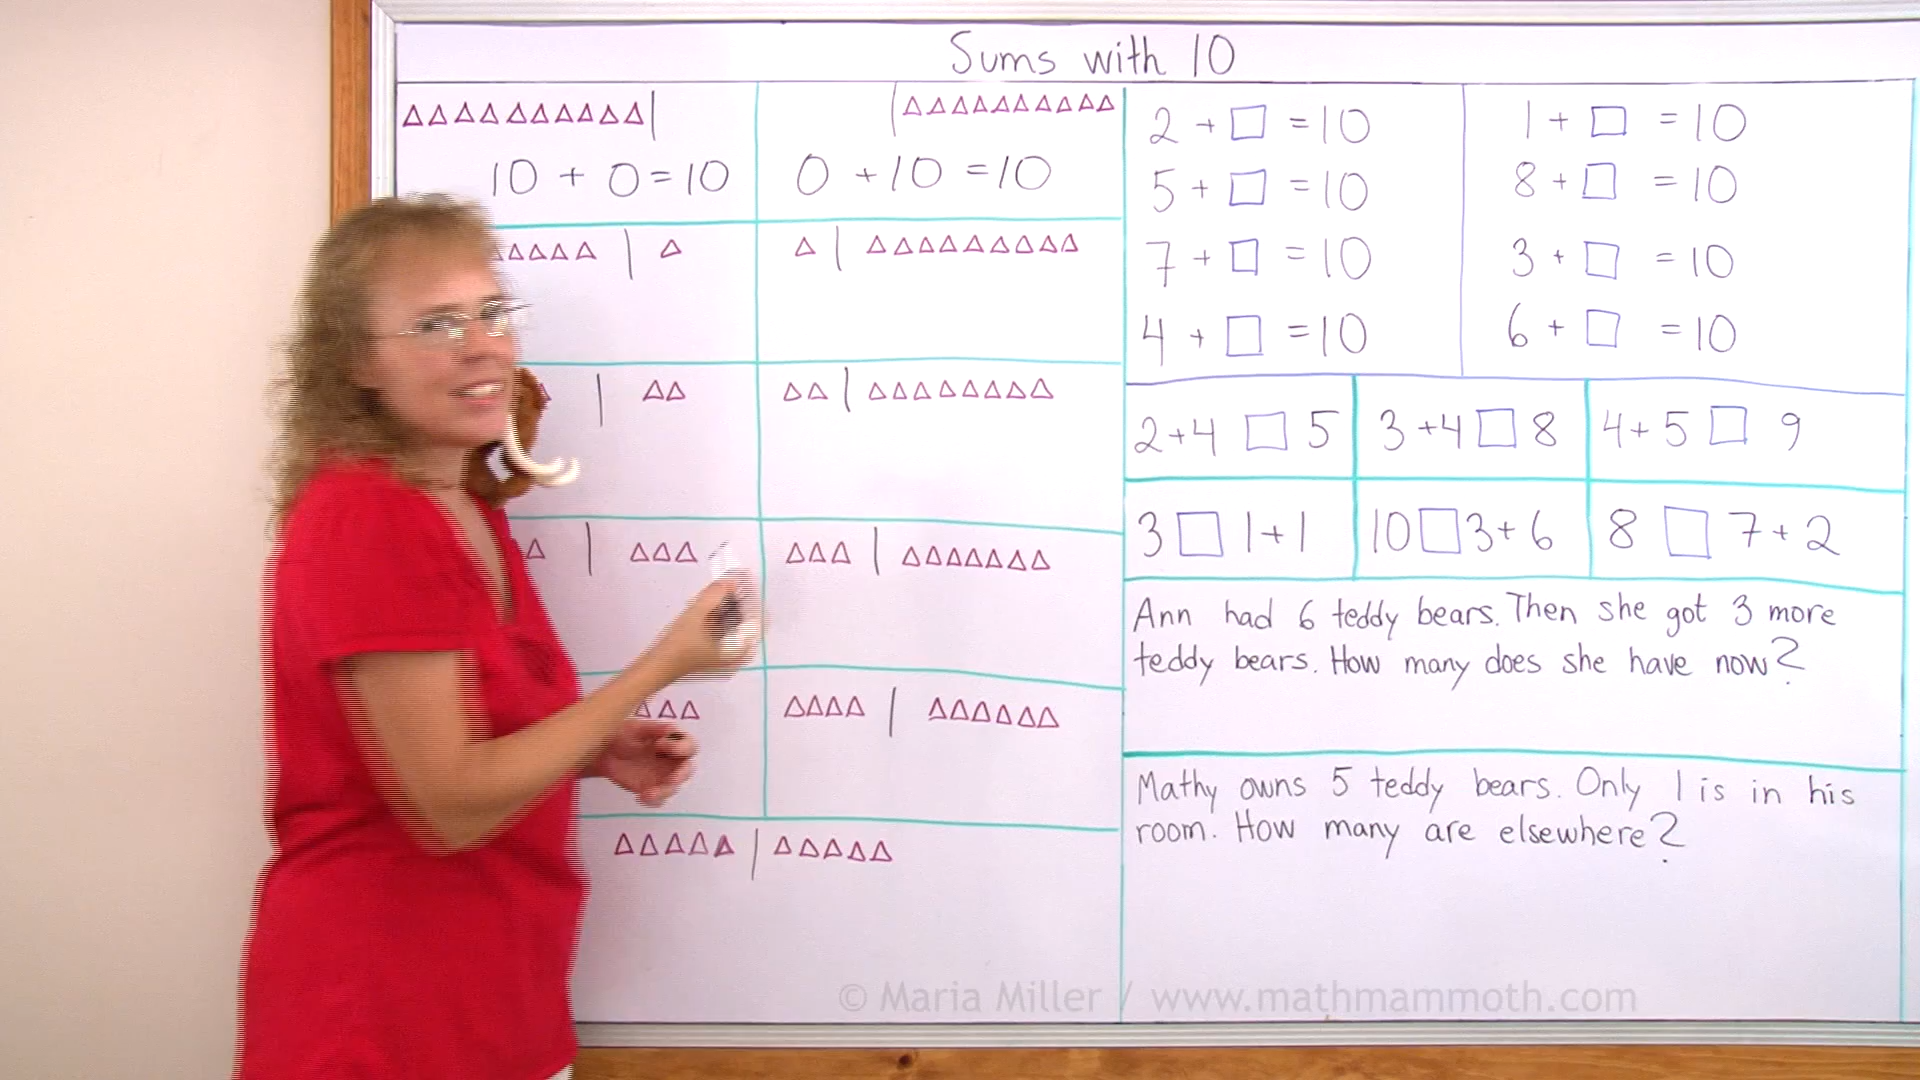 Sums with 10
10 + 0 = 10
0 + 10 = 10
2 + □ = 10
5 + □ = 10
7 + □ = 10
4 + □ = 10
1 + □ = 10
8 + □ = 10
3 + □ = 10
6 + □ = 10
2+4 □ 5
3+4 □ 8
4+5 □ 9
3 □ 1+1
10 □ 3+6
8 □ 7+2
Ann had 6 teddy bears. Then she got 3 more
teddy bears. How many does she have now?
Mathy owns 5 teddy bears. Only 1 is in his
room. How many are elsewhere?
© Maria Miller / www.mathmammoth.com